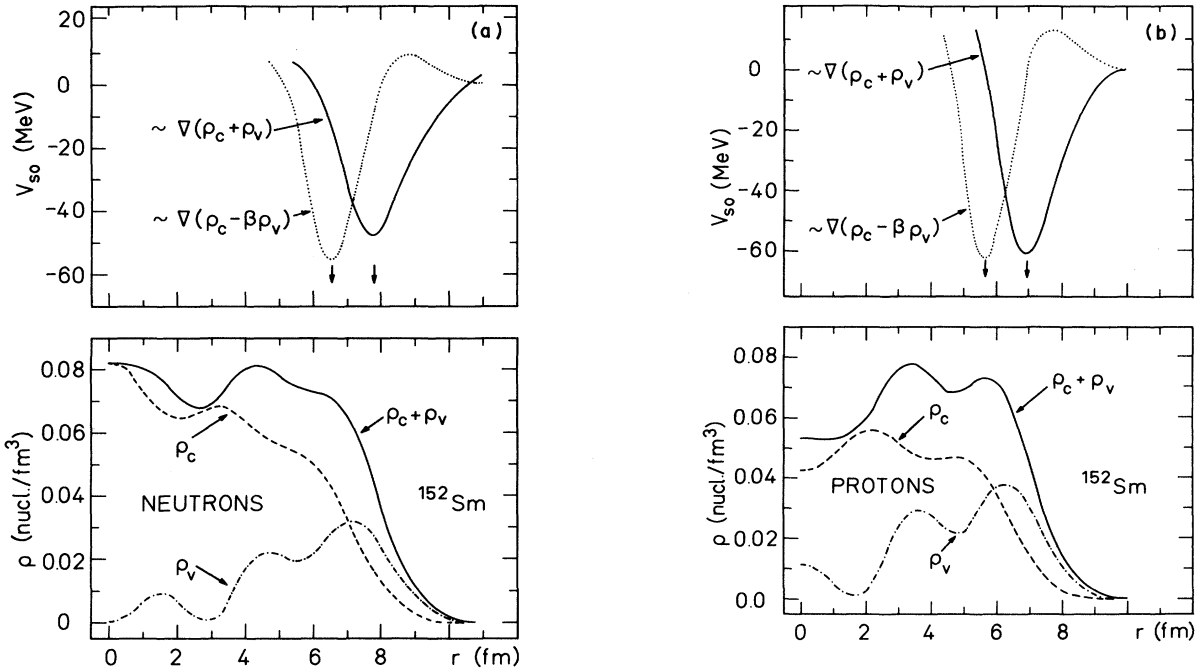 (a)
20
0
-20
-40
-60
V_so (MeV)
~ ∇(ρ_c+ρ_v)
~ ∇(ρ_c-βρ_v)
0.08
0.06
0.04
0.02
0
ρ (nucl./fm³)
ρ_c+ρ_v
ρ_c
NEUTRONS
¹⁵²Sm
ρ_v
0 2 4 6 8 r (fm)
(b)
0
-20
-40
-60
V_so (MeV)
~∇(ρ_c+ρ_v)
~∇(ρ_c-βρ_v)
0.08
0.06
0.04
0.02
0.0
ρ (nucl./fm³)
ρ_c+ρ_v
ρ_c
PROTONS
¹⁵²Sm
ρ_v
0 2 4 6 8 r (fm)